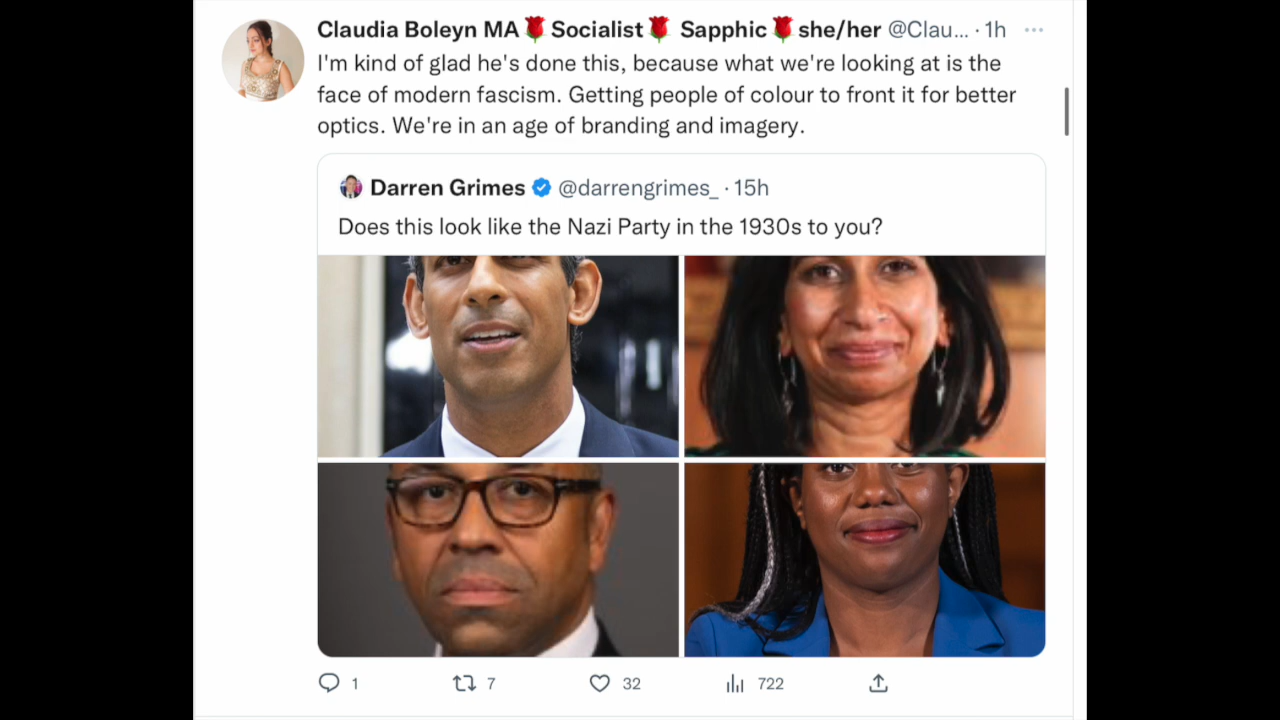 Claudia Boleyn MA🌹Socialist🌹 Sapphic🌹she/her @Clau... · 1h
I'm kind of glad he's done this, because what we're looking at is the
face of modern fascism. Getting people of colour to front it for better
optics. We're in an age of branding and imagery.
Darren Grimes @darrengrimes_ · 15h
Does this look like the Nazi Party in the 1930s to you?
1 7 32 722